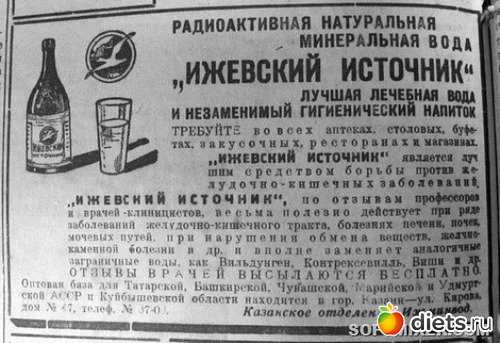 РАДИОАКТИВНАЯ НАТУРАЛЬНАЯ
МИНЕРАЛЬНАЯ ВОДА
„ИЖЕВСКИЙ ИСТОЧНИК“
ЛУЧШАЯ ЛЕЧЕБНАЯ ВОДА
И НЕЗАМЕНИМЫЙ ГИГИЕНИЧЕСКИЙ НАПИТОК
ТРЕБУЙТЕ во всех аптеках, столовых, буфе-
тах, закусочных, ресторанах и магазинах.
„ИЖЕВСКИЙ ИСТОЧНИК“ является лу
шим средством борьбы против же
лудочно-кишечных заболеваний.
„ИЖЕВСКИЙ ИСТОЧНИК“, по отзывам профессоров
и врачей-клиницистов, весьма полезно действует при ряде
заболеваний желудочно-кишечного тракта, болезнях печени, почек,
мочевых путей, при нарушении обмена веществ, желчно-
каменной болезни и др. и вполне заменяет аналогичные
заграничные воды, как Вильдунген, Контрексевилль, Виши и др.
ОТЗЫВЫ ВРАЧЕЙ ВЫСЫЛАЮТСЯ БЕСПЛАТНО.
Оптовая база для Татарской, Башкирской, Чувашской, Марийской и Удмурт
ской АССР и Куйбышевской области находится в гор. Казани—ул. Кирова,
дом № 47, телеф. №
Казанское отделение
ИЖЕВСКИЙ
ИСТОЧНИК
diets.ru